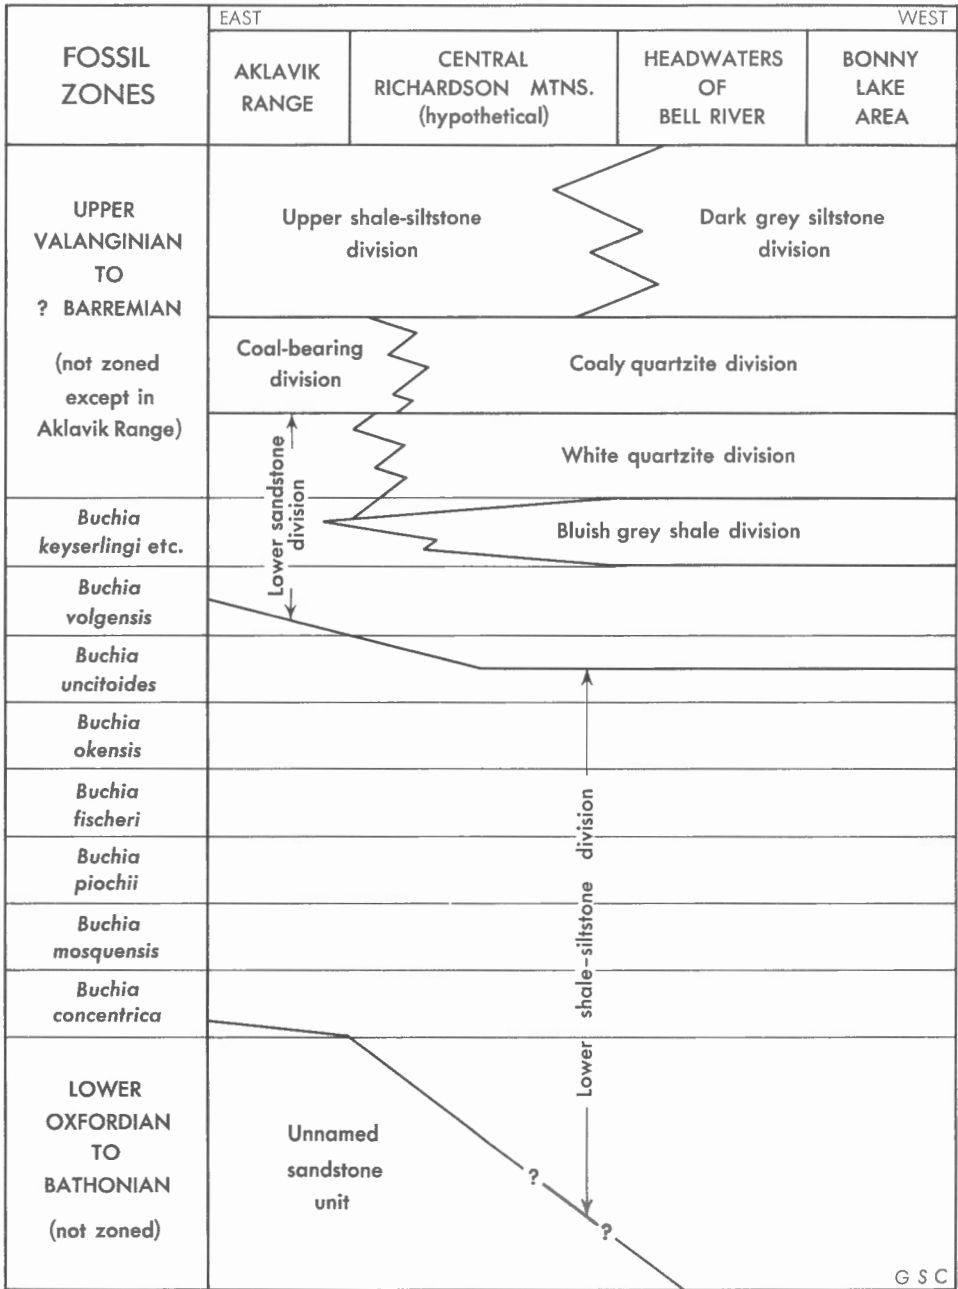 EAST
WEST
FOSSIL
ZONES
AKLAVIK
RANGE
CENTRAL
RICHARDSON MTNS.
(hypothetical)
HEADWATERS
OF
BELL RIVER
BONNY
LAKE
AREA
UPPER
VALANGINIAN
TO
? BARREMIAN
(not zoned
except in
Aklavik Range)
Upper shale-siltstone
division
Dark grey siltstone
division
Coal-bearing
division
Coaly quartzite division
Lower sandstone
division
White quartzite division
Buchia
keyserlingi etc.
Bluish grey shale division
Buchia
volgensis
Buchia
uncitoides
Buchia
okensis
Buchia
fischeri
Buchia
piochii
Buchia
mosquensis
Buchia
concentrica
Lower shale-siltstone division
LOWER
OXFORDIAN
TO
BATHONIAN
(not zoned)
Unnamed
sandstone
unit
?
?
GSC